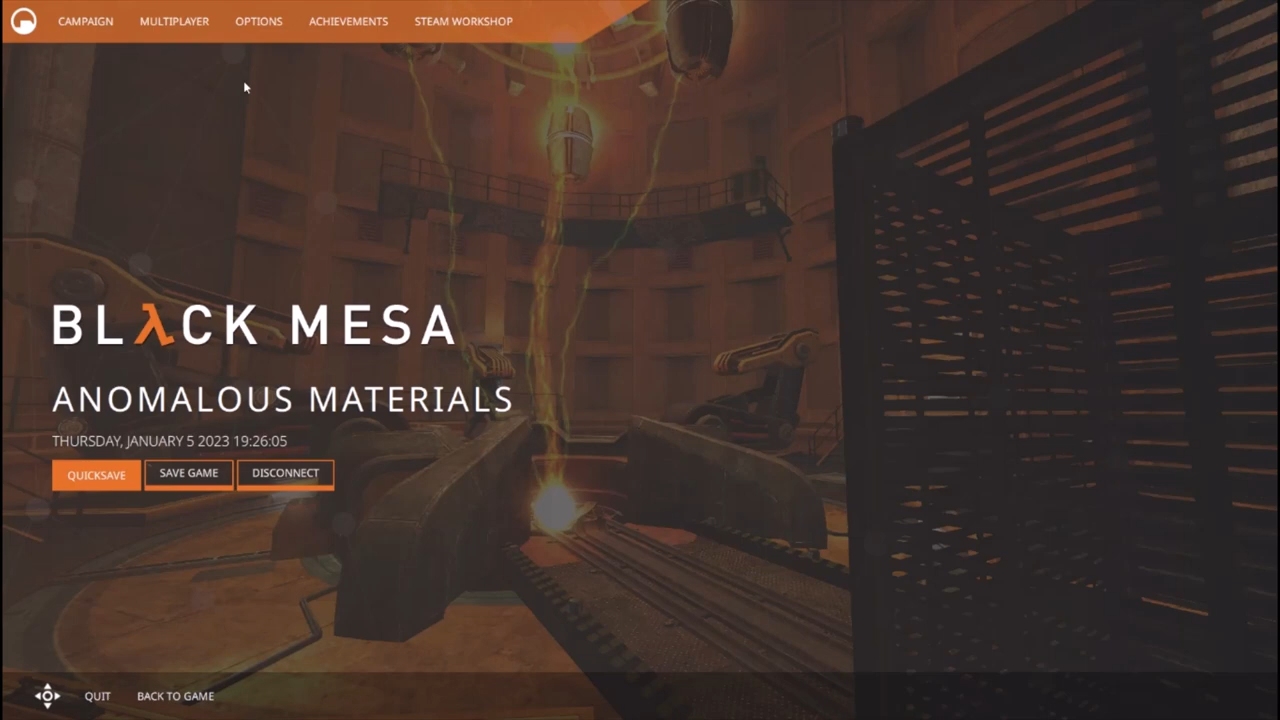 CAMPAIGN MULTIPLAYER OPTIONS ACHIEVEMENTS STEAM WORKSHOP
BLλCK MESA
ANOMALOUS MATERIALS
THURSDAY, JANUARY 5 2023 19:26:05
QUICKSAVE SAVE GAME DISCONNECT
QUIT BACK TO GAME